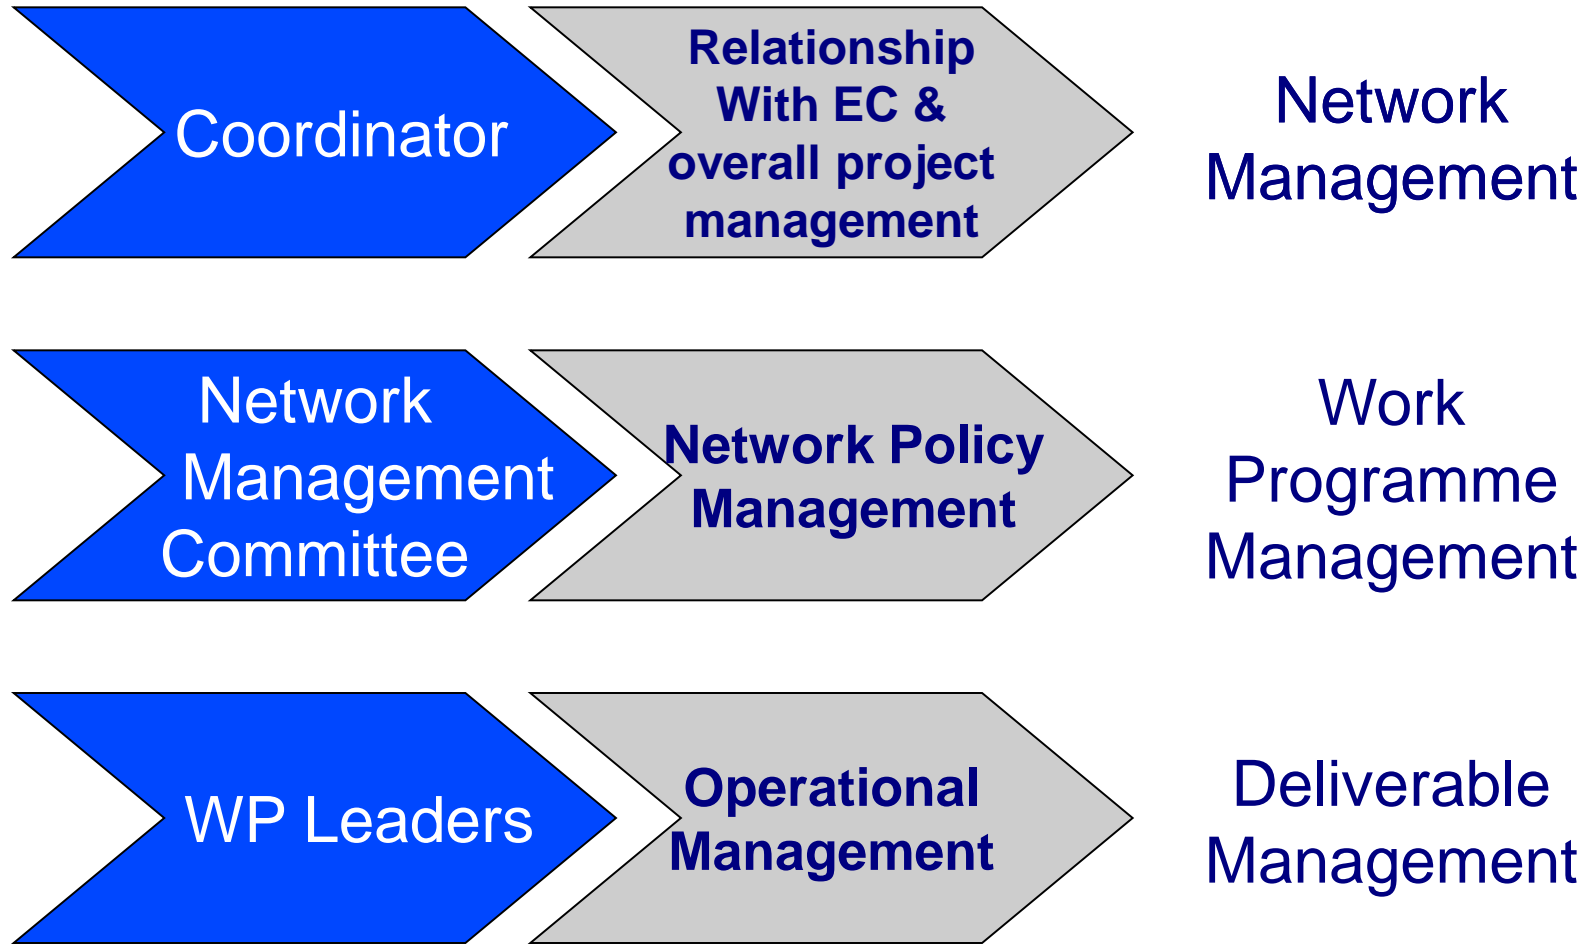 Coordinator
Relationship
With EC &
overall project
management
Network
Management
Network
Management
Committee
Network Policy
Management
Work
Programme
Management
WP Leaders
Operational
Management
Deliverable
Management